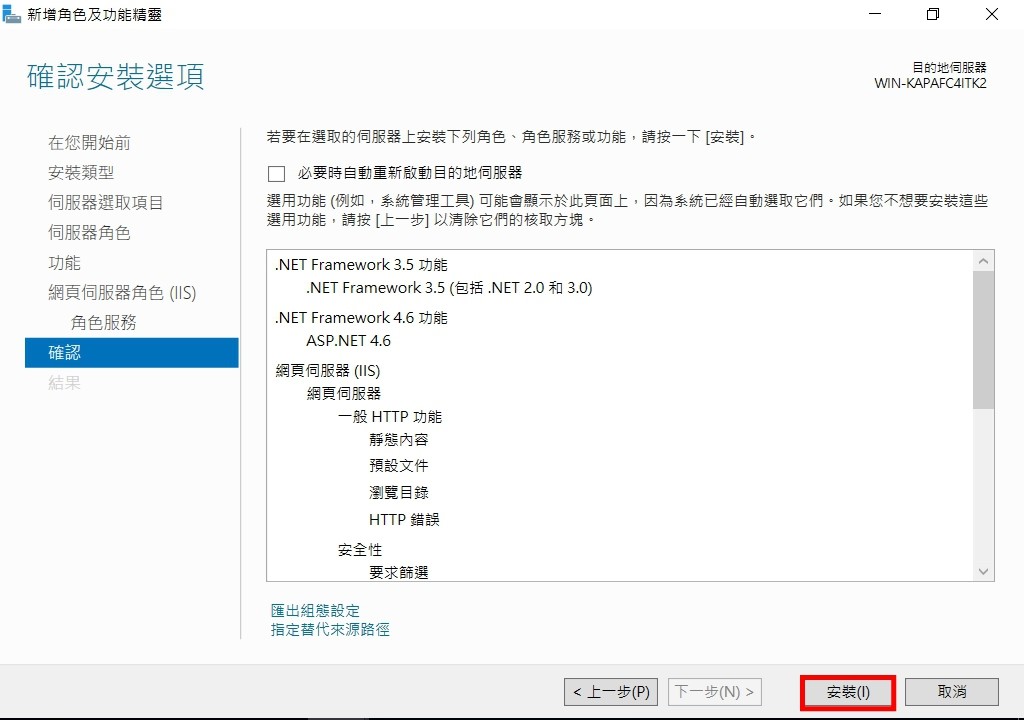 新增角色及功能精靈
確認安裝選項
目的地伺服器
WIN-KAPAFC4ITK2
在您開始前
安裝類型
伺服器選取項目
伺服器角色
功能
網頁伺服器角色 (IIS)
角色服務
確認
結果
若要在選取的伺服器上安裝下列角色、角色服務或功能，請按一下 [安裝]。
必要時自動重新啟動目的地伺服器
選用功能 (例如，系統管理工具) 可能會顯示於此頁面上，因為系統已經自動選取它們。如果您不想要安裝這些
選用功能，請按 [上一步] 以清除它們的核取方塊。
.NET Framework 3.5 功能
.NET Framework 3.5 (包括 .NET 2.0 和 3.0)
.NET Framework 4.6 功能
ASP.NET 4.6
網頁伺服器 (IIS)
網頁伺服器
一般 HTTP 功能
靜態內容
預設文件
瀏覽目錄
HTTP 錯誤
安全性
要求篩選
匯出組態設定
指定替代來源路徑
< 上一步(P)
下一步(N) >
安裝(I)
取消